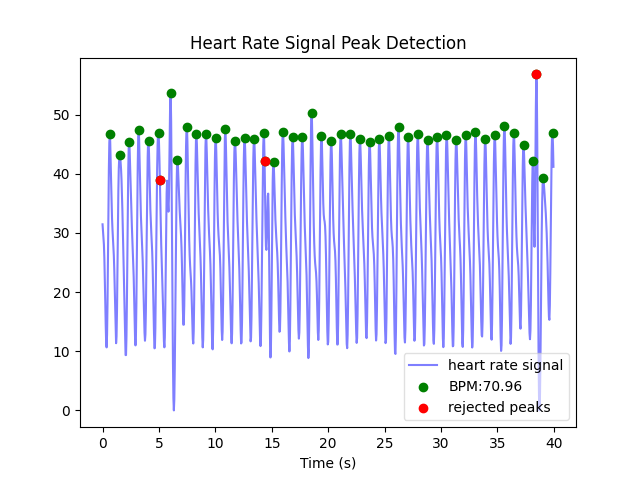 Heart Rate Signal Peak Detection
50
40
30
20
10
0
heart rate signal
BPM:70.96
rejected peaks
0 5 10 15 20 25 30 35 40
Time (s)